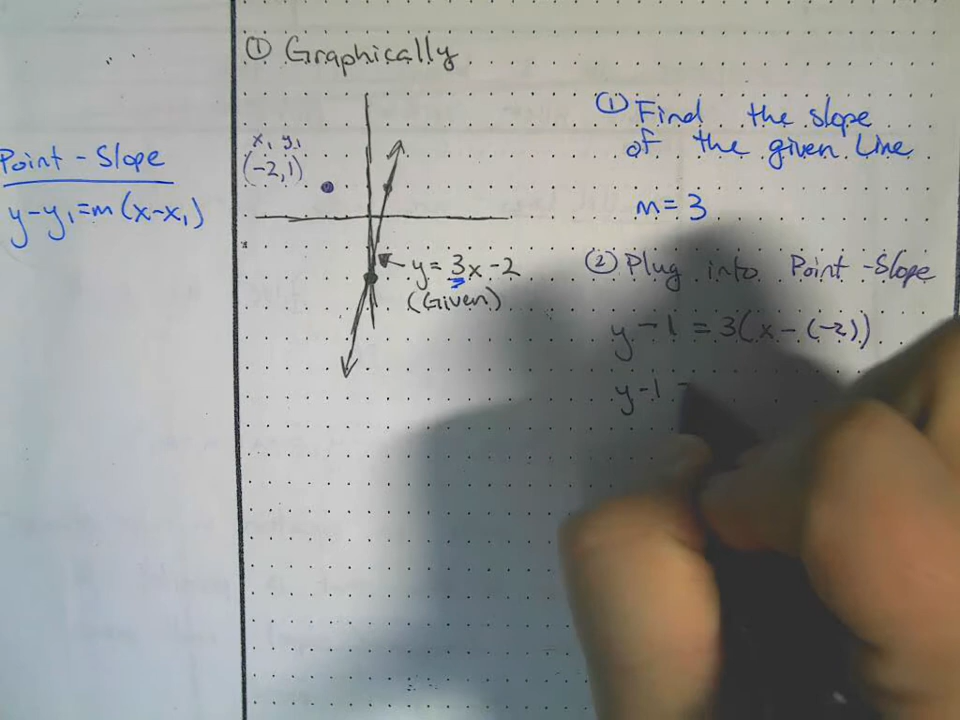 Point-Slope
y-y₁=m(x-x₁)
① Graphically
x₁ y₁
(-2,1)
y=3x-2
(Given)
① Find the slope
of the given Line
m=3
② Plug into Point-Slope
y-1=3(x-(-2))
y-1